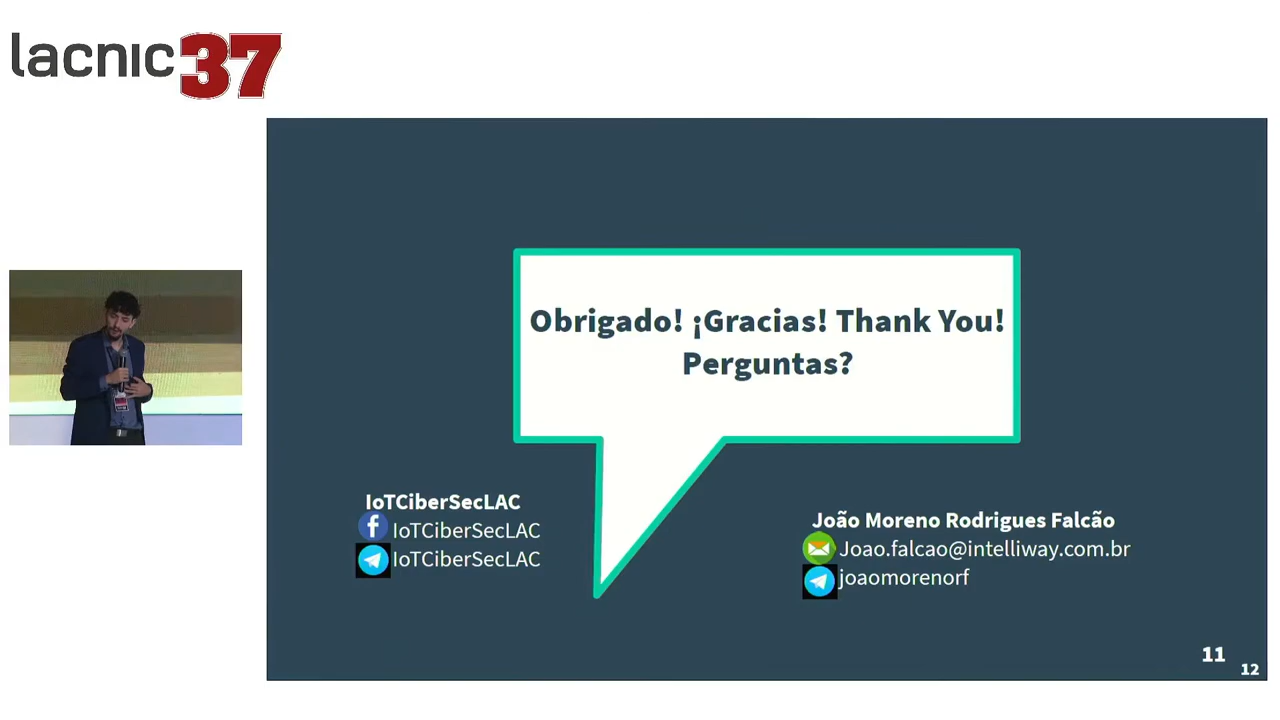 lacnic37
Obrigado! ¡Gracias! Thank You!
Perguntas?
IoTCiberSecLAC
IoTCiberSecLAC
IoTCiberSecLAC
João Moreno Rodrigues Falcão
Joao.falcao@intelliway.com.br
joaomorenorf
11
12